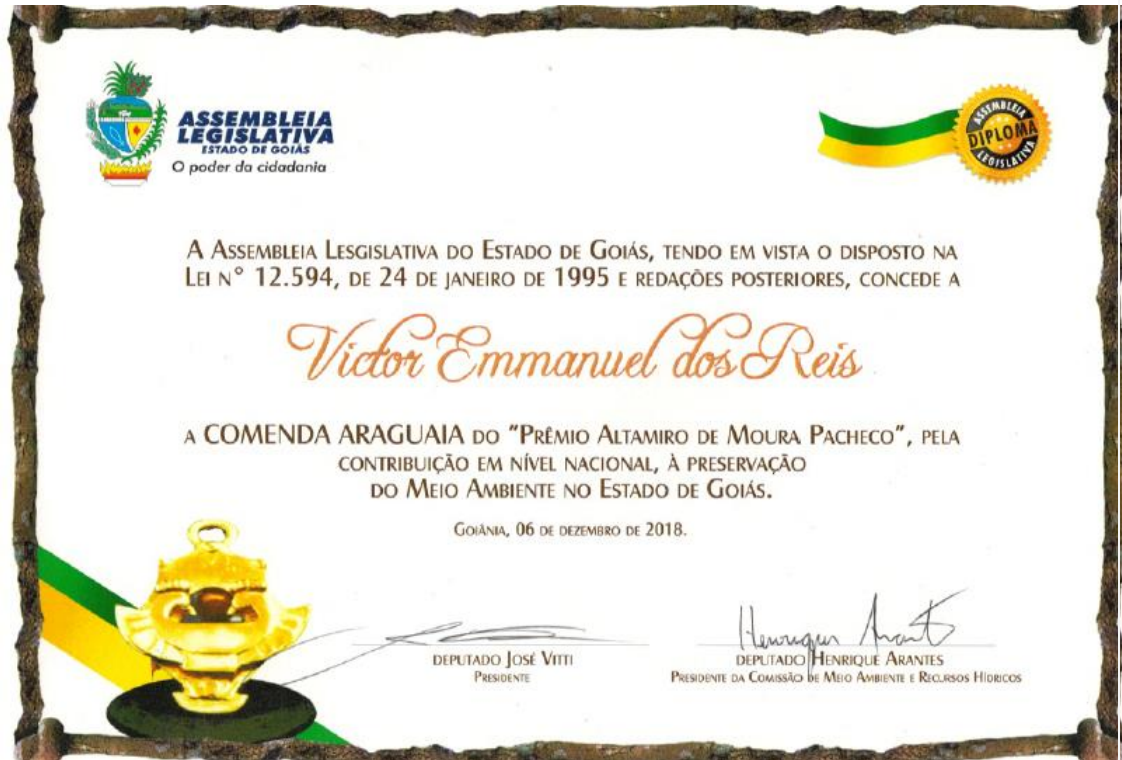 ASSEMBLEIA
LEGISLATIVA
ESTADO DE GOIÁS
O poder da cidadania
ASSEMBLEIA
DIPLOMA
LEGISLATIVA
A Assembleia Lesgislativa do Estado de Goiás, tendo em vista o disposto na
Lei n° 12.594, de 24 de janeiro de 1995 e redações posteriores, concede a
Victor Emmanuel dos Reis
a COMENDA ARAGUAIA do "Prêmio Altamiro de Moura Pacheco", pela
contribuição em nível nacional, à preservação
do Meio Ambiente no Estado de Goiás.
Goiânia, 06 de dezembro de 2018.
Henrique Arant
deputado José Vitti
Presidente
deputado Henrique Arantes
Presidente da Comissão de Meio Ambiente e Recursos Hídricos